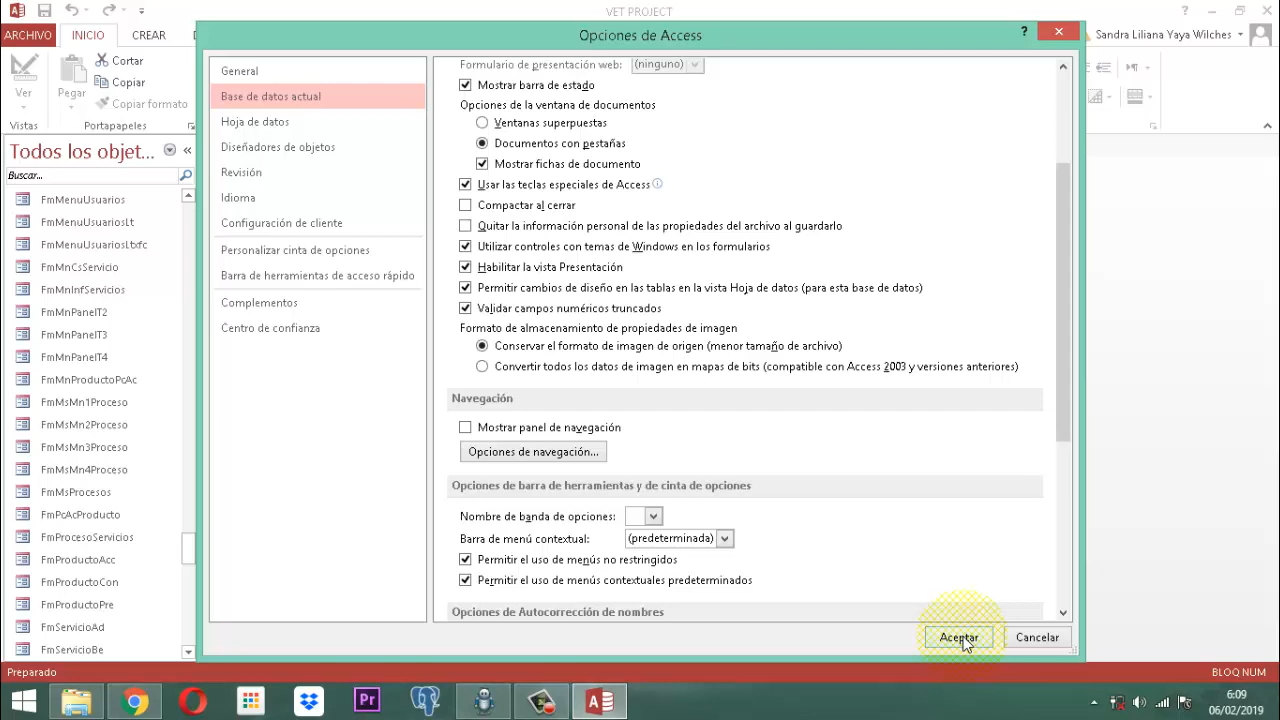 VET PROJECT
ARCHIVO
INICIO
CREAR
Sandra Liliana Yaya Wilches
Ver
Pegar
Cortar
Copiar
Copiar formato
Vistas
Portapapeles
Todos los objet...
Buscar...
FmMenuUsuarios
FmMenuUsuariosLt
FmMenuUsuariosLtxfc
FmMnCsServicio
FmMnInfServicios
FmMnPanelT2
FmMnPanelT3
FmMnPanelT4
FmMnProductoPcAc
FmMsMn1Proceso
FmMsMn2Proceso
FmMsMn3Proceso
FmMsMn4Proceso
FmMsProcesos
FmPcAcProducto
FmProcesoServicios
FmProductoAcc
FmProductoCon
FmProductoPre
FmServicioAd
FmServicioBe
Opciones de Access
General
Base de datos actual
Hoja de datos
Diseñadores de objetos
Revisión
Idioma
Configuración de cliente
Personalizar cinta de opciones
Barra de herramientas de acceso rápido
Complementos
Centro de confianza
Formulario de presentación web: (ninguno)
Mostrar barra de estado
Opciones de la ventana de documentos
Ventanas superpuestas
Documentos con pestañas
Mostrar fichas de documento
Usar las teclas especiales de Access
Compactar al cerrar
Quitar la información personal de las propiedades del archivo al guardarlo
Utilizar controles con temas de Windows en los formularios
Habilitar la vista Presentación
Permitir cambios de diseño en las tablas en la vista Hoja de datos (para esta base de datos)
Validar campos numéricos truncados
Formato de almacenamiento de propiedades de imagen
Conservar el formato de imagen de origen (menor tamaño de archivo)
Convertir todos los datos de imagen en mapas de bits (compatible con Access 2003 y versiones anteriores)
Navegación
Mostrar panel de navegación
Opciones de navegación...
Opciones de barra de herramientas y de cinta de opciones
Nombre de banda de opciones:
Barra de menú contextual: (predeterminada)
Permitir el uso de menús no restringidos
Permitir el uso de menús contextuales predeterminados
Opciones de Autocorrección de nombres
Aceptar
Cancelar
Preparado
BLOQ NUM
Pr
6:09
06/02/2019